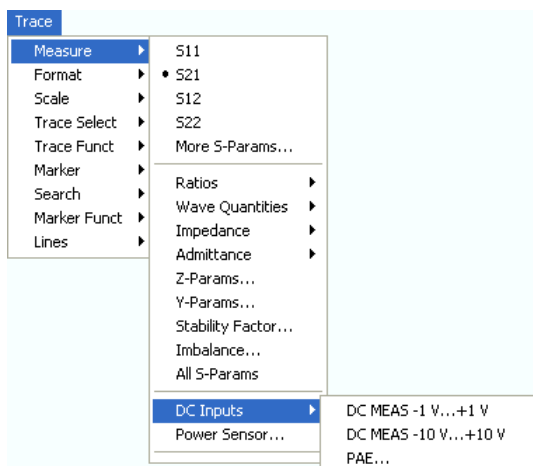 Trace
Measure
Format
Scale
Trace Select
Trace Funct
Marker
Search
Marker Funct
Lines
S11
• S21
S12
S22
More S-Params...
Ratios
Wave Quantities
Impedance
Admittance
Z-Params...
Y-Params...
Stability Factor...
Imbalance...
All S-Params
DC Inputs
Power Sensor...
DC MEAS -1 V...+1 V
DC MEAS -10 V...+10 V
PAE...